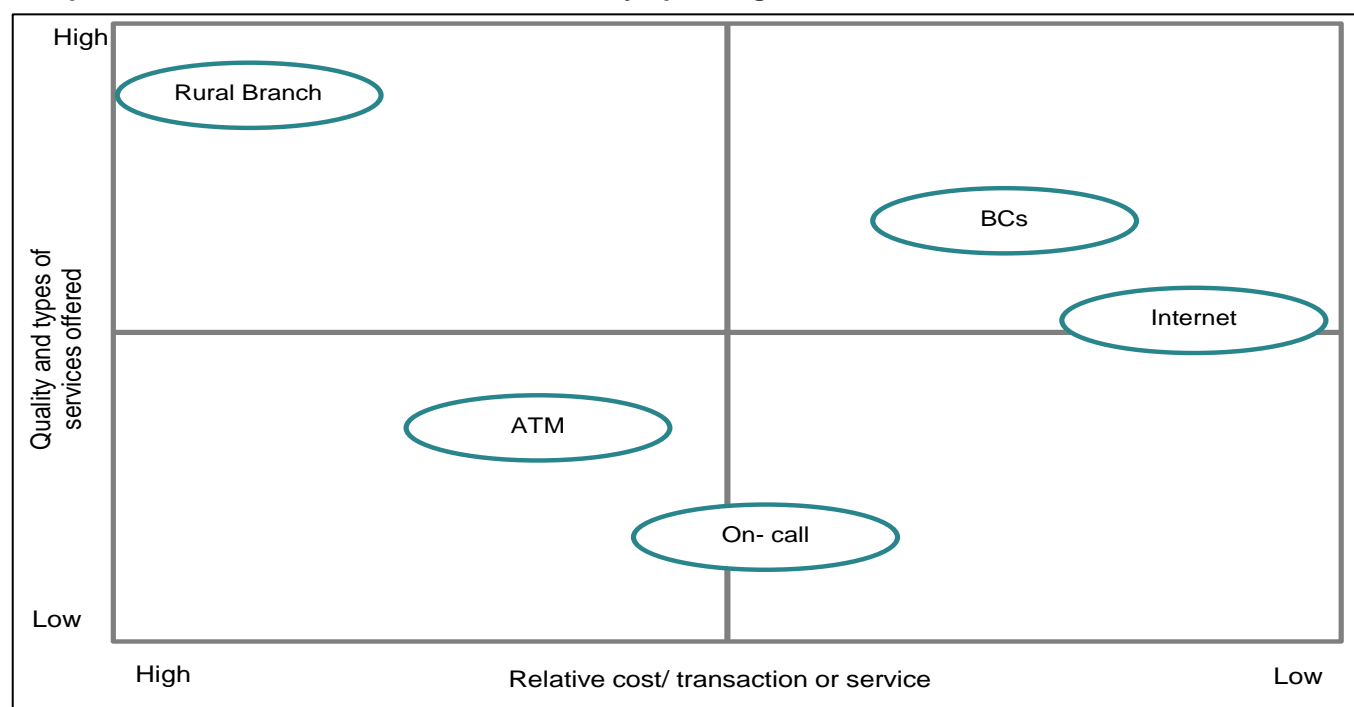 High
Rural Branch
BCs
Internet
Quality and types of
services offered
ATM
On- call
Low
High
Relative cost/ transaction or service
Low